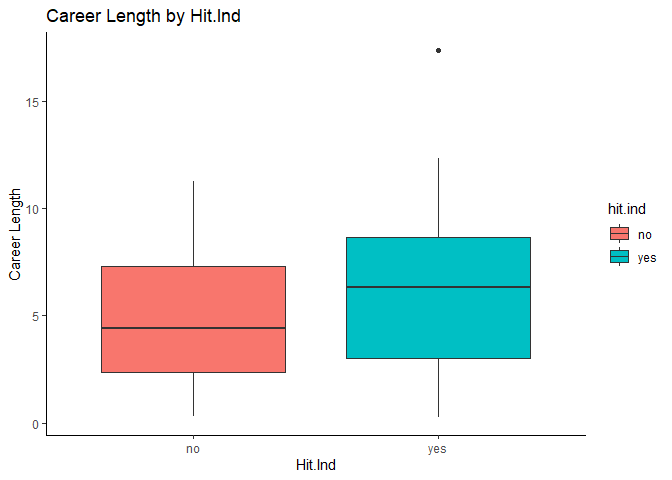 Career Length by Hit.Ind
Career Length
15
10
5
0
no
yes
Hit.Ind
hit.ind
no
yes